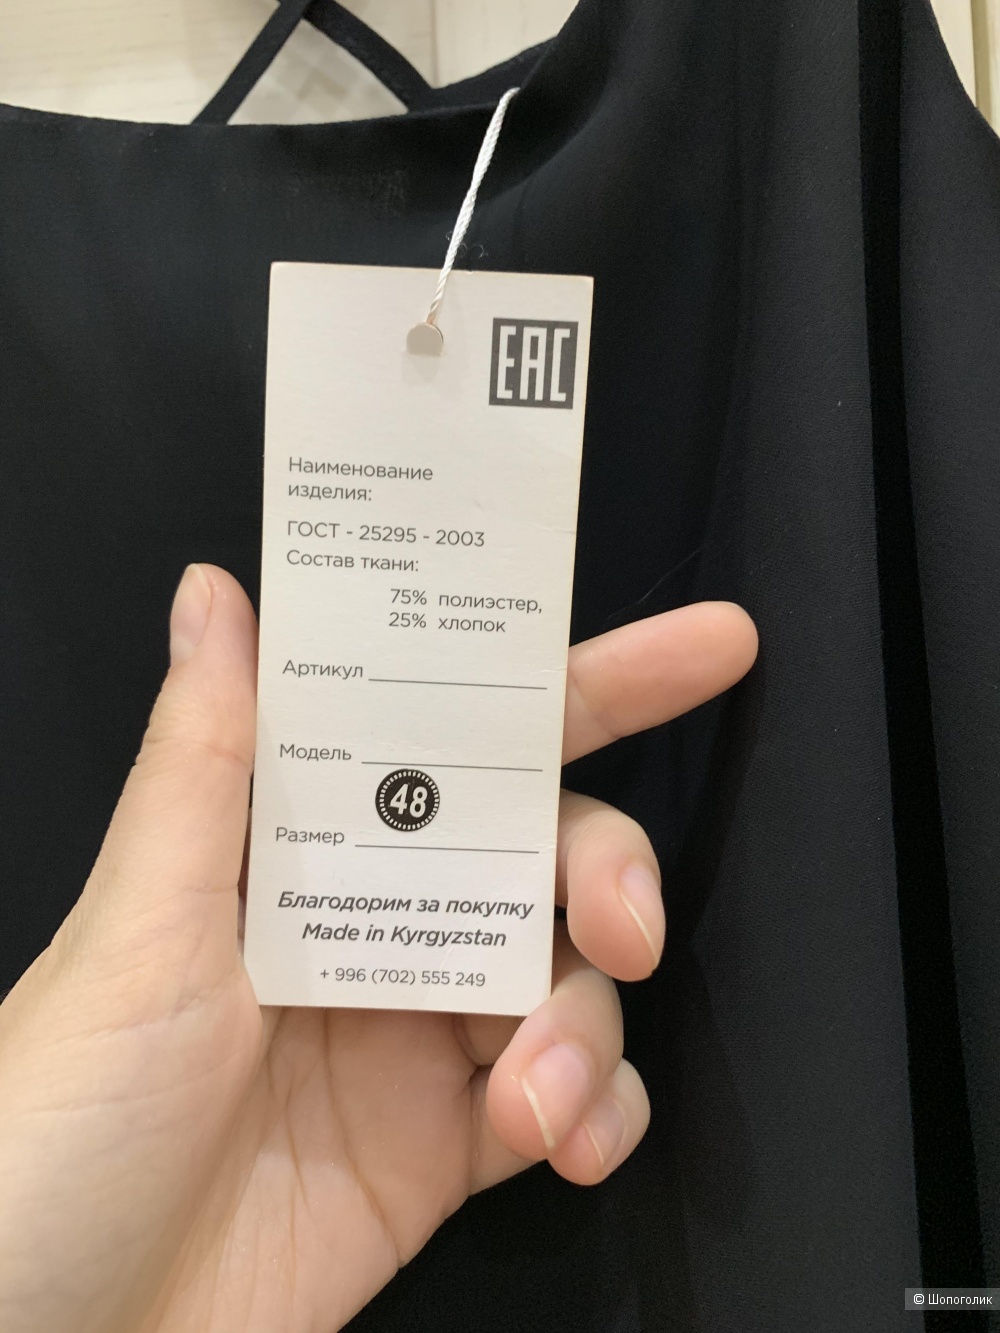 EAC
Наименование
изделия:
ГОСТ - 25295 - 2003
Состав ткани:
75% полиэстер,
25% хлопок
Артикул
Модель
48
Размер
Благодорим за покупку
Made in Kyrgyzstan
+ 996 (702) 555 249
© Шопоголик